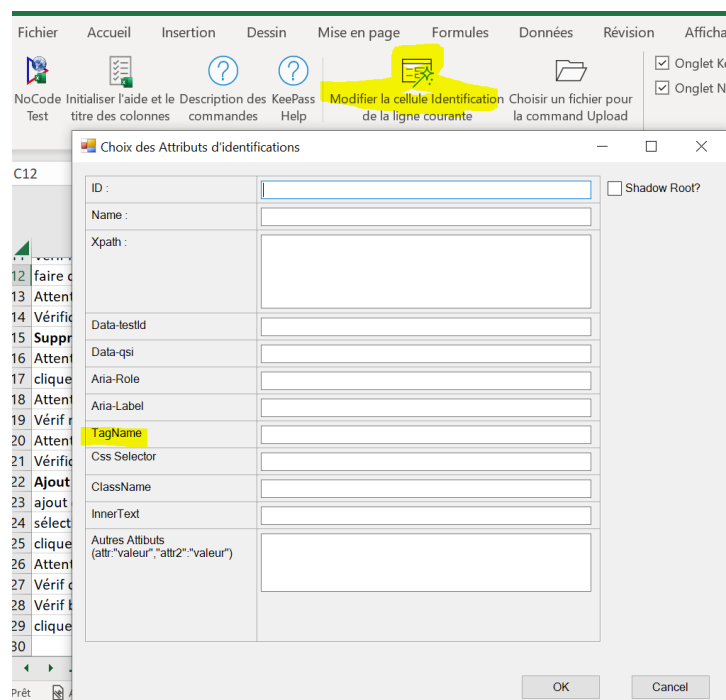 Fichier Accueil Insertion Dessin Mise en page Formules Données Révision Afficha
NoCode Initialiser l'aide et le Description des KeePass Modifier la cellule Identification Choisir un fichier pour
Test titre des colonnes commandes Help de la ligne courante la command Upload
Onglet Ke
Onglet N
Choix des Attributs d'identifications
C12
ID :
Shadow Root?
Name :
Xpath :
12 faire
13 Attent
14 Vérific
Data-testId
15 Suppr
Data-qsi
16 Attent
17 clique
Aria-Role
18 Attent
Aria-Label
19 Vérif
20 Attent
TagName
21 Vérific
Css Selector
22 Ajout
ClassName
23 ajout
InnerText
24 sélect
25 clique
Autres Attibuts
(attr:"valeur","attr2":"valeur")
26 Attent
27 Vérif
28 Vérif
29 clique
30
OK Cancel
Prêt